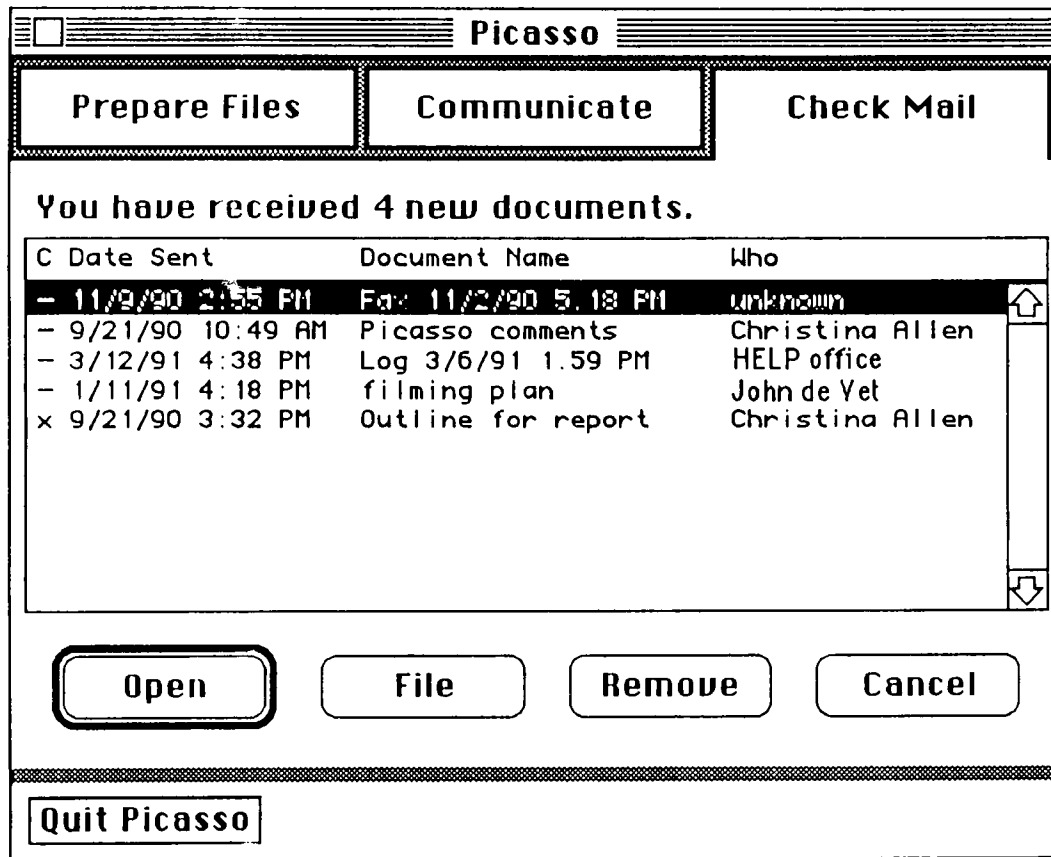 Picasso
Prepare Files Communicate Check Mail
You have received 4 new documents.
C Date Sent Document Name Who
– 11/9/90 2:55 PM Fax 11/2/90 5.18 PM unknown
– 9/21/90 10:49 AM Picasso comments Christina Allen
– 3/12/91 4:38 PM Log 3/6/91 1.59 PM HELP office
– 1/11/91 4:18 PM filming plan John de Vet
x 9/21/90 3:32 PM Outline for report Christina Allen
Open File Remove Cancel
Quit Picasso